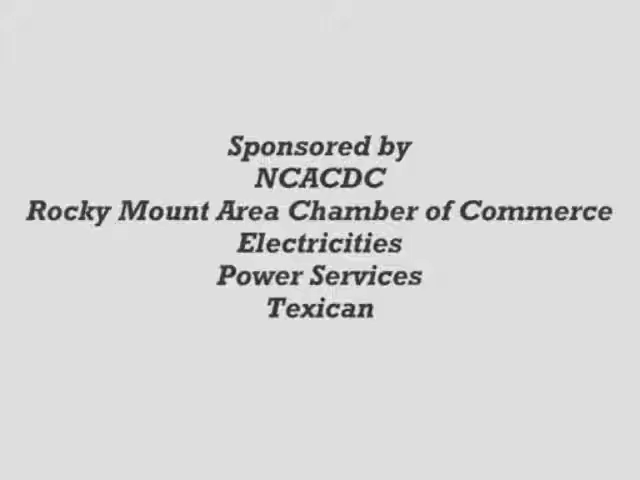 Sponsored by
NCACDC
Rocky Mount Area Chamber of Commerce
Electricities
Power Services
Texican